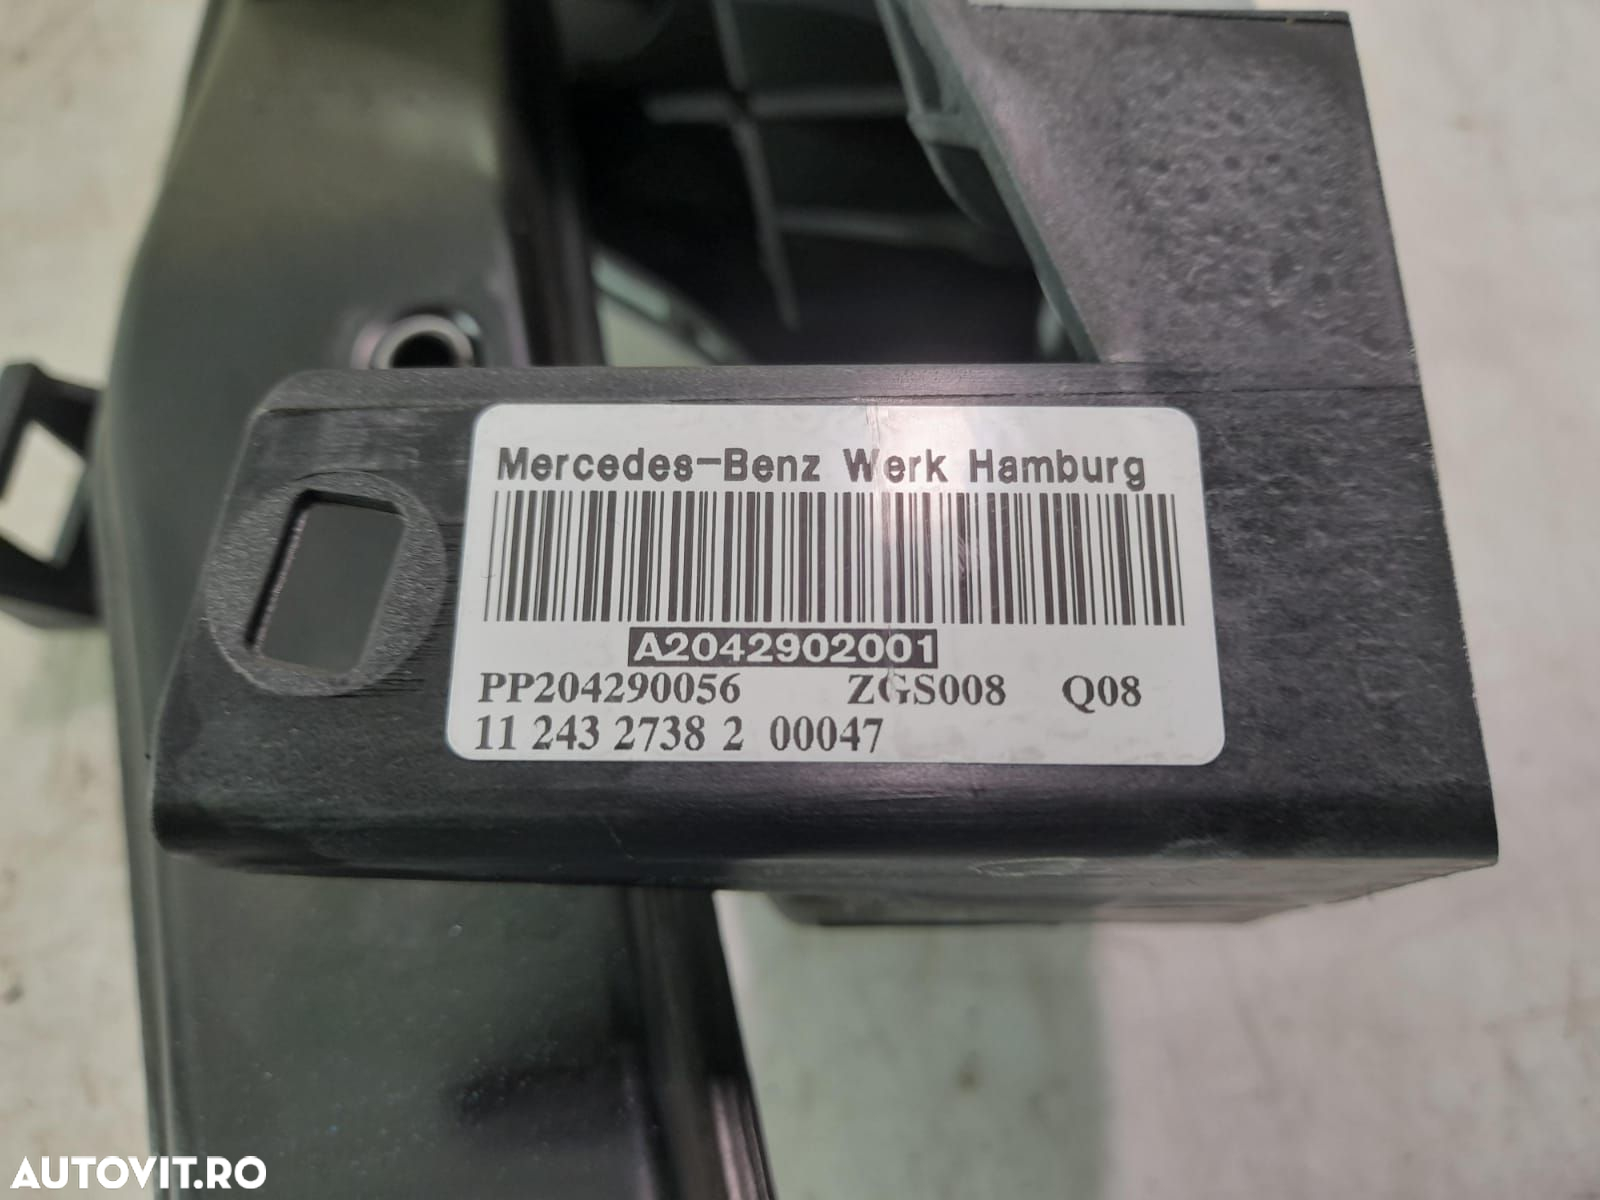 Mercedes-Benz Werk Hamburg
A2042902001
PP204290056 ZGS008 Q08
11 243 2738 2 00047
AUTOVIT.RO